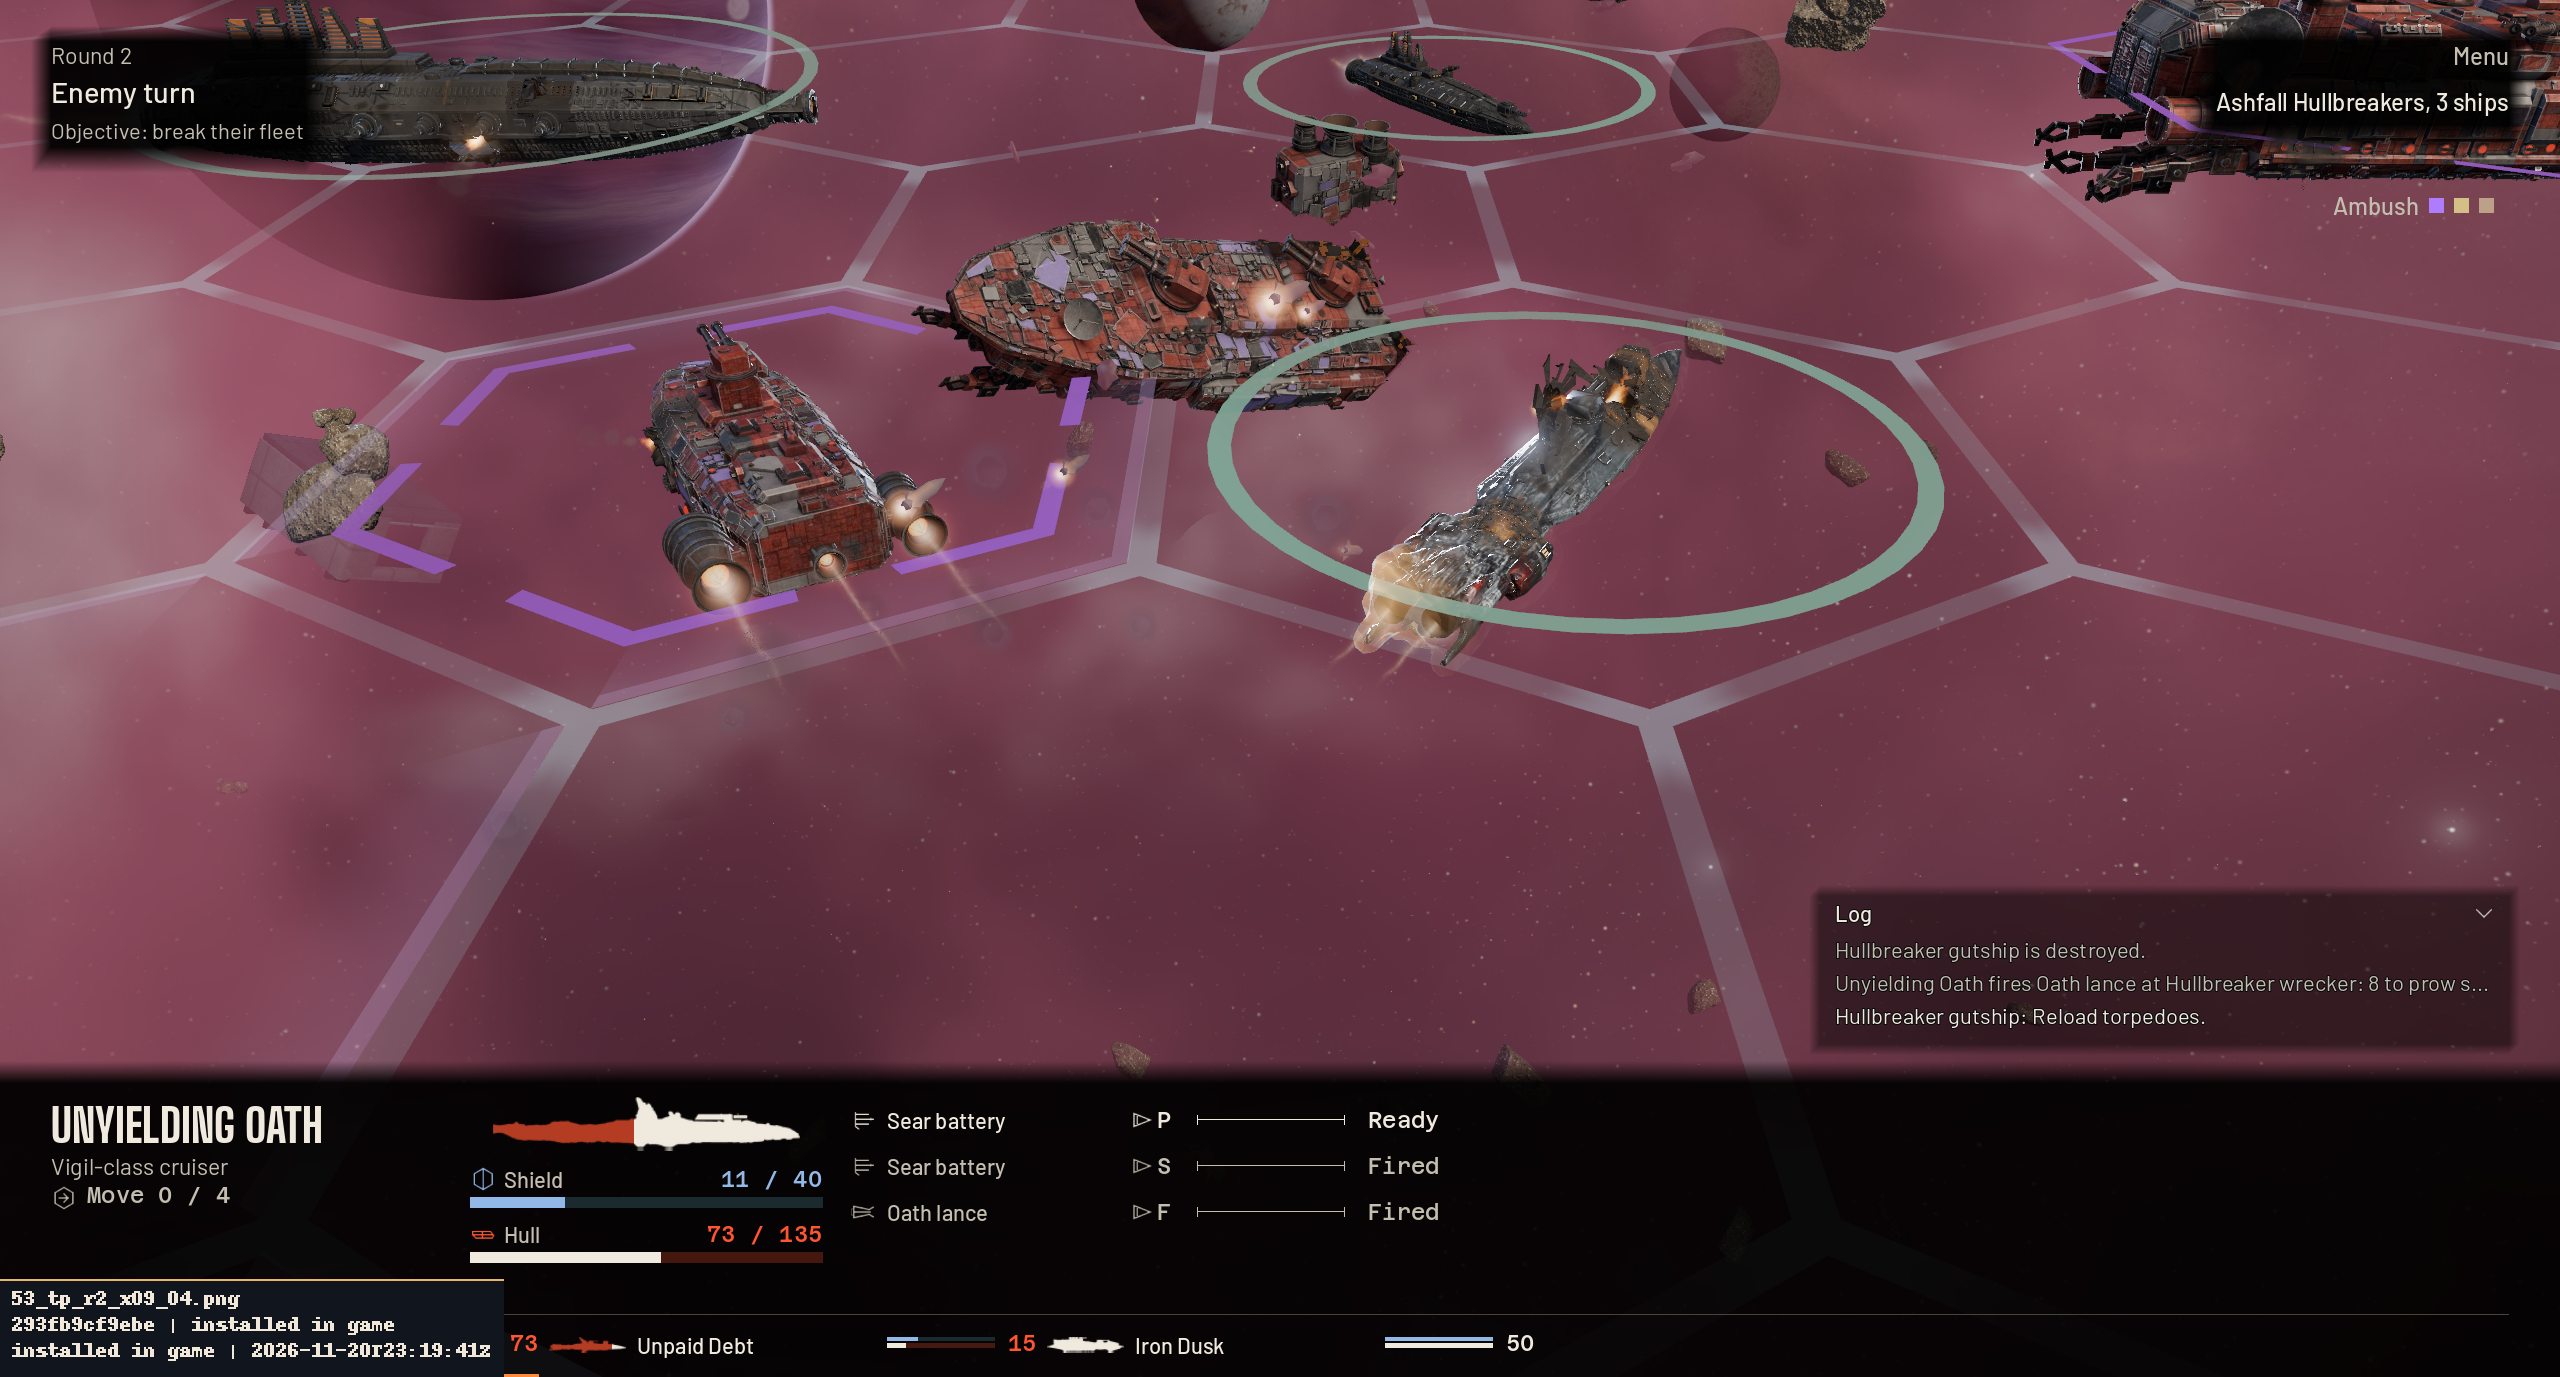 Round 2
Enemy turn
Objective: break their fleet
Menu
Ashfall Hullbreakers, 3 ships
Ambush
Log
Hullbreaker gutship is destroyed.
Unyielding Oath fires Oath lance at Hullbreaker wrecker: 8 to prow s...
Hullbreaker gutship: Reload torpedoes.
UNYIELDING OATH
Vigil-class cruiser
Move 0 / 4
Shield 11 / 40
Hull 73 / 135
Sear battery P Ready
Sear battery S Fired
Oath lance F Fired
53_tp_r2_x09_04.png
293fb9cf9ebe | installed in game
installed in game | 2026-11-20T23:19:41Z
73 Unpaid Debt 15 Iron Dusk 50